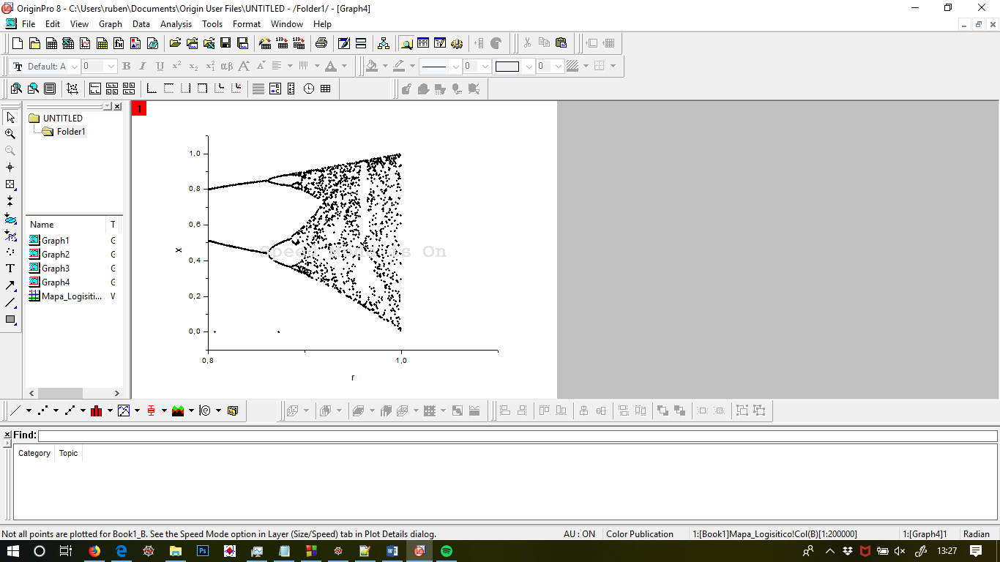 OriginPro 8 - C:\Users\ruben\Documents\Origin User Files\UNTITLED - /Folder1/ - [Graph4]
File Edit View Graph Data Analysis Tools Format Window Help
Default: A 0 B I U x² x₂ x₁² αβ A A A 0 0
UNTITLED
Folder1
Name T
Graph1 G
Graph2 G
Graph3 G
Graph4 G
Mapa_Logisiti... V
1
1,0
0,8
0,6
0,4
0,2
0,0
x
Speed Mode is On
0,8 1,0
r
Find:
Category Topic
Not all points are plotted for Book1_B. See the Speed Mode option in Layer (Size/Speed) tab in Plot Details dialog. AU : ON Color Publication 1:[Book1]Mapa_Logisitico!Col(B)[1:200000] 1:[Graph4]1 Radian
13:27